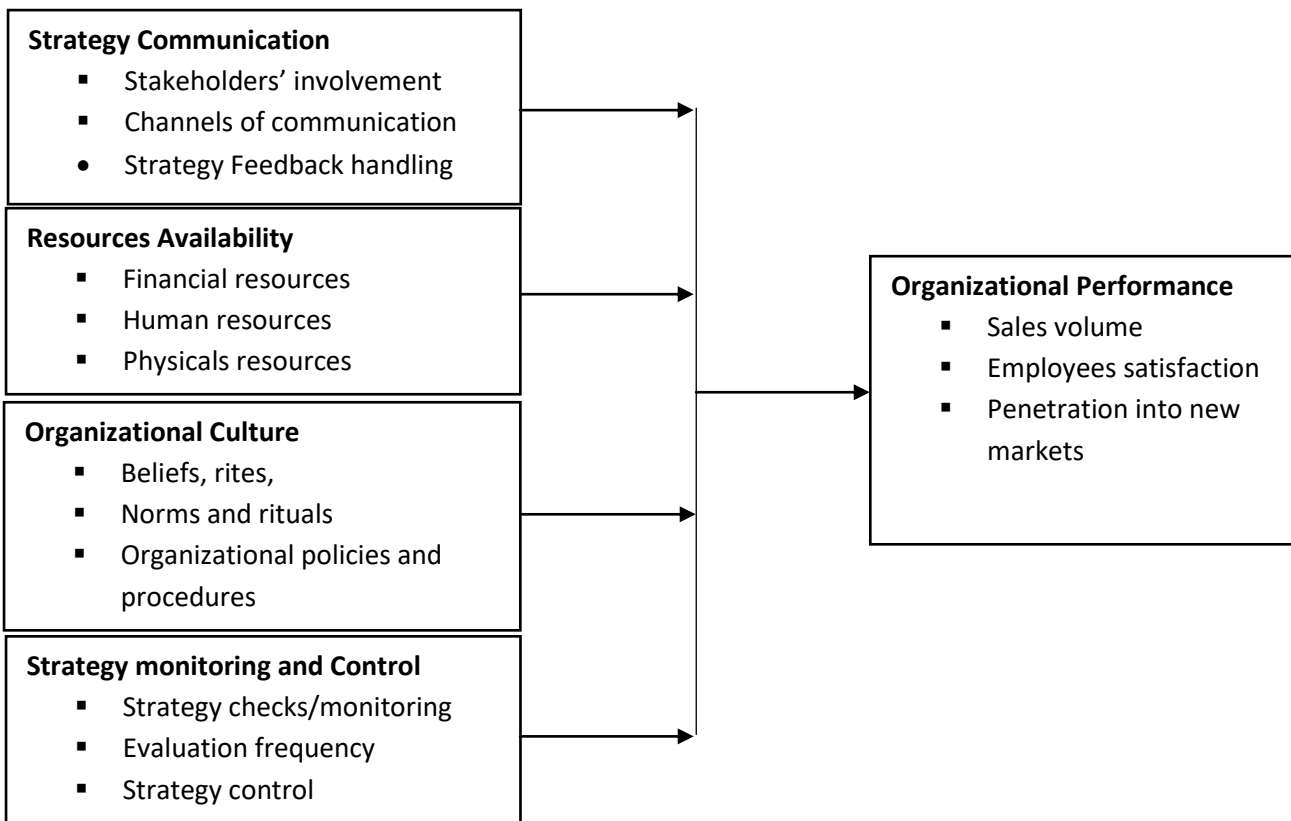 Strategy Communication
▪ Stakeholders’ involvement
▪ Channels of communication
• Strategy Feedback handling
Resources Availability
▪ Financial resources
▪ Human resources
▪ Physicals resources
Organizational Culture
▪ Beliefs, rites,
▪ Norms and rituals
▪ Organizational policies and
procedures
Strategy monitoring and Control
▪ Strategy checks/monitoring
▪ Evaluation frequency
▪ Strategy control
Organizational Performance
▪ Sales volume
▪ Employees satisfaction
▪ Penetration into new
markets